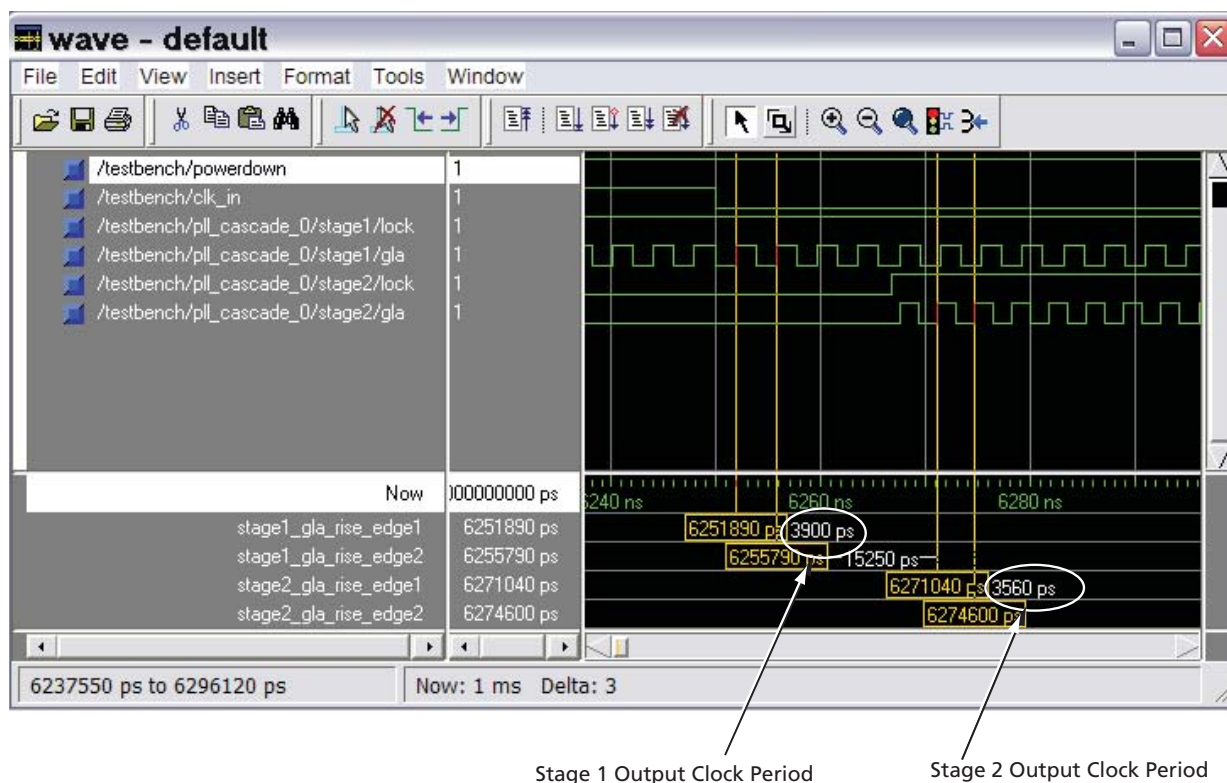 wave - default
File Edit View Insert Format Tools Window
/testbench/powerdown 1
/testbench/clk_in 1
/testbench/pll_cascade_0/stage1/lock 1
/testbench/pll_cascade_0/stage1/gla 1
/testbench/pll_cascade_0/stage2/lock 1
/testbench/pll_cascade_0/stage2/gla 1
Now 000000000 ps 6240 ns 6260 ns 6280 ns
stage1_gla_rise_edge1 6251890 ps 6251890 ps 3900 ps
stage1_gla_rise_edge2 6255790 ps 6255790 ps 15250 ps
stage2_gla_rise_edge1 6271040 ps 6271040 ps 3560 ps
stage2_gla_rise_edge2 6274600 ps 6274600 ps
6237550 ps to 6296120 ps Now: 1 ms Delta: 3
Stage 1 Output Clock Period Stage 2 Output Clock Period